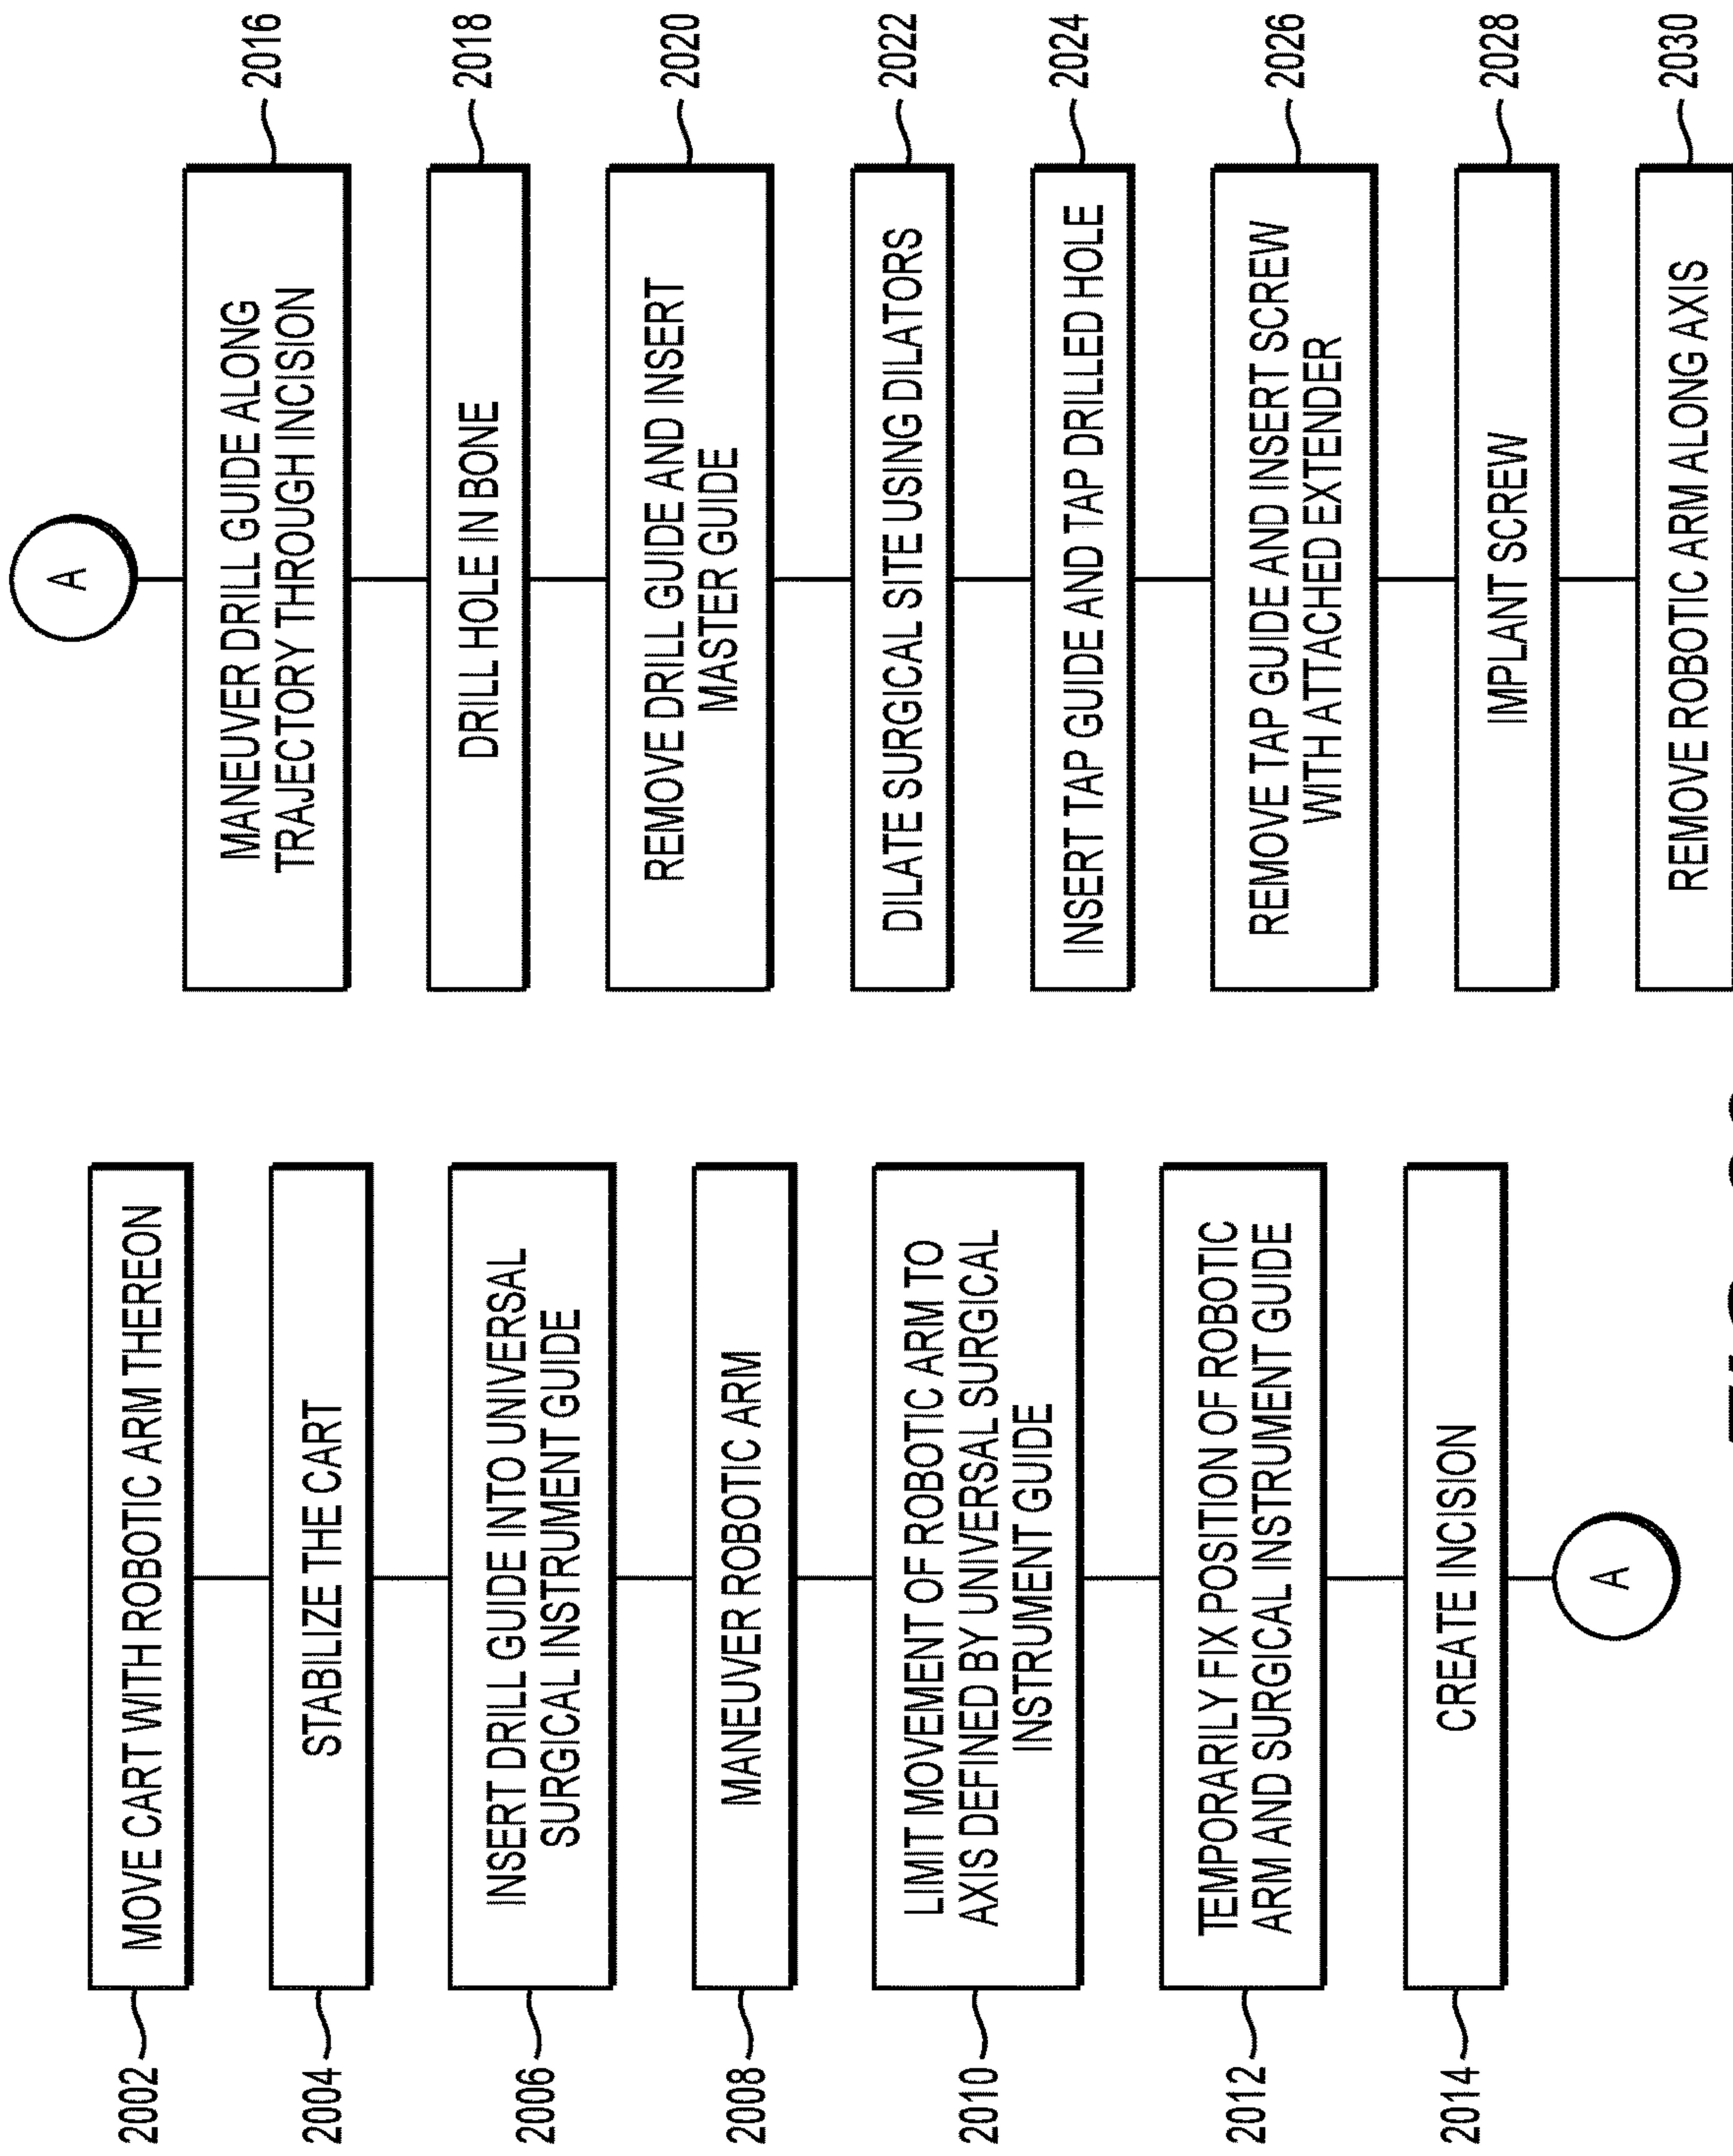 2002
MOVE CART WITH ROBOTIC ARM THEREON
2004
STABILIZE THE CART
2006
INSERT DRILL GUIDE INTO UNIVERSAL
SURGICAL INSTRUMENT GUIDE
2008
MANEUVER ROBOTIC ARM
2010
LIMIT MOVEMENT OF ROBOTIC ARM TO
AXIS DEFINED BY UNIVERSAL SURGICAL
INSTRUMENT GUIDE
2012
TEMPORARILY FIX POSITION OF ROBOTIC
ARM AND SURGICAL INSTRUMENT GUIDE
2014
CREATE INCISION
A
A
MANEUVER DRILL GUIDE ALONG
TRAJECTORY THROUGH INCISION
2016
DRILL HOLE IN BONE
2018
REMOVE DRILL GUIDE AND INSERT
MASTER GUIDE
2020
DILATE SURGICAL SITE USING DILATORS
2022
INSERT TAP GUIDE AND TAP DRILLED HOLE
2024
REMOVE TAP GUIDE AND INSERT SCREW
WITH ATTACHED EXTENDER
2026
IMPLANT SCREW
2028
REMOVE ROBOTIC ARM ALONG AXIS
2030